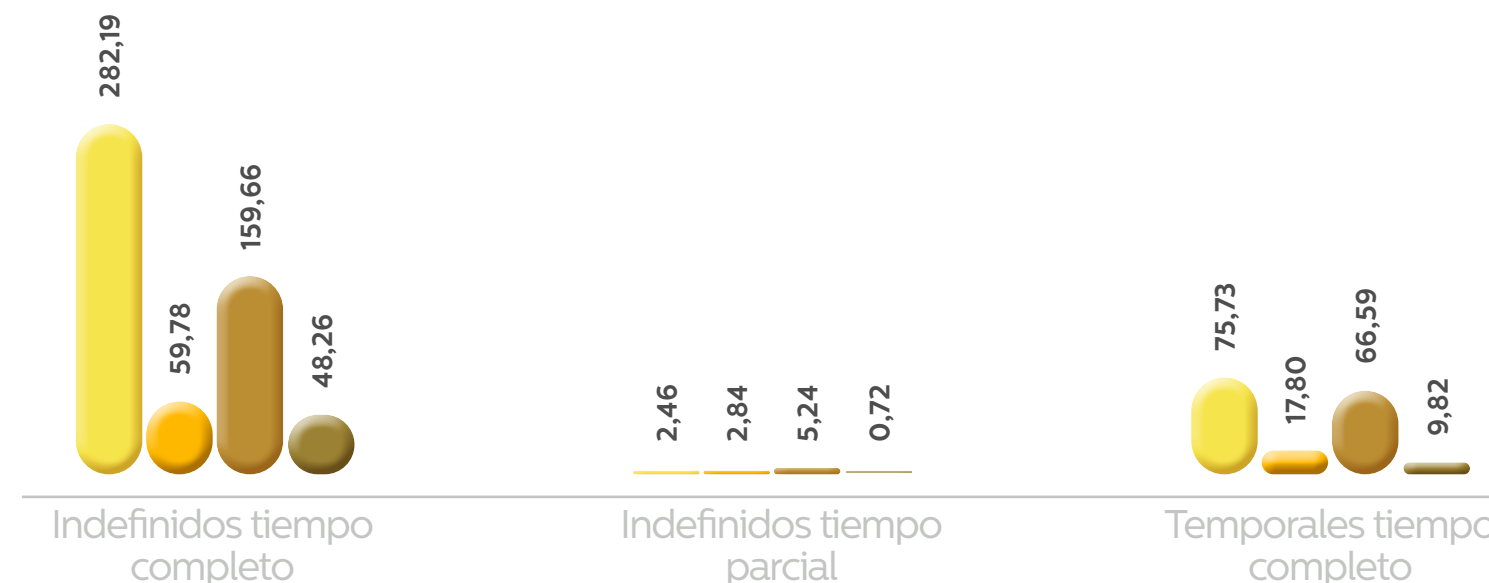 282,19
59,78
159,66
48,26
2,46
2,84
5,24
0,72
75,73
17,80
66,59
9,82
Indefinidos tiempo
completo
Indefinidos tiempo
parcial
Temporales tiempo
completo